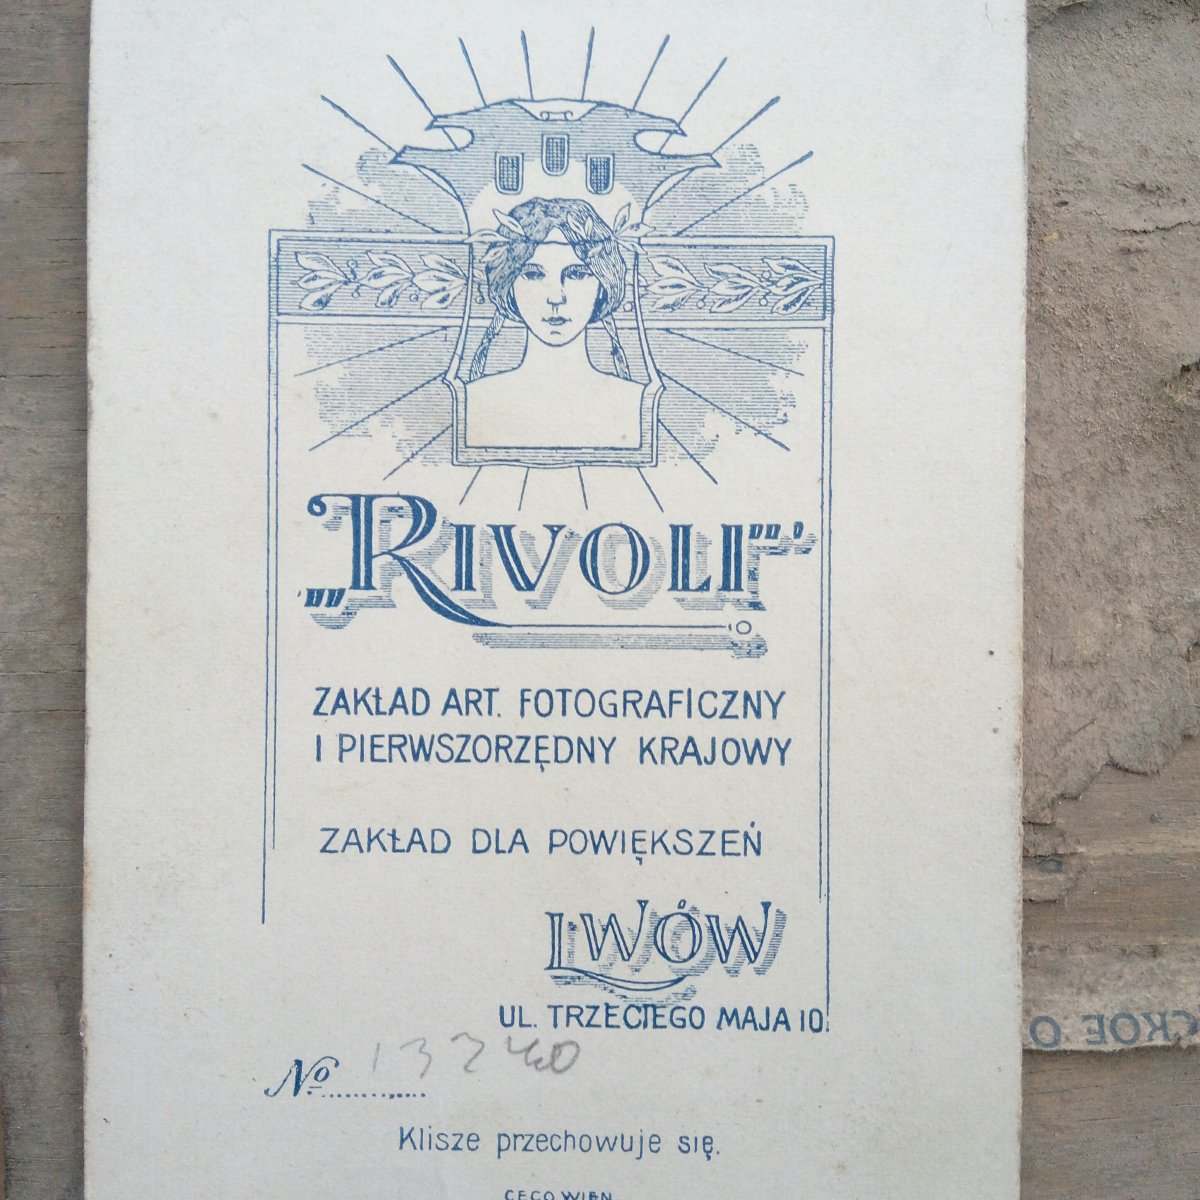 „RIVOLI”
ZAKŁAD ART. FOTOGRAFICZNY
I PIERWSZORZĘDNY KRAJOWY
ZAKŁAD DLA POWIĘKSZEŃ
LWÓW
UL. TRZECIEGO MAJA 10.
No 13240
Klisze przechowuje się.
CECO WIEN
СКОЕ О